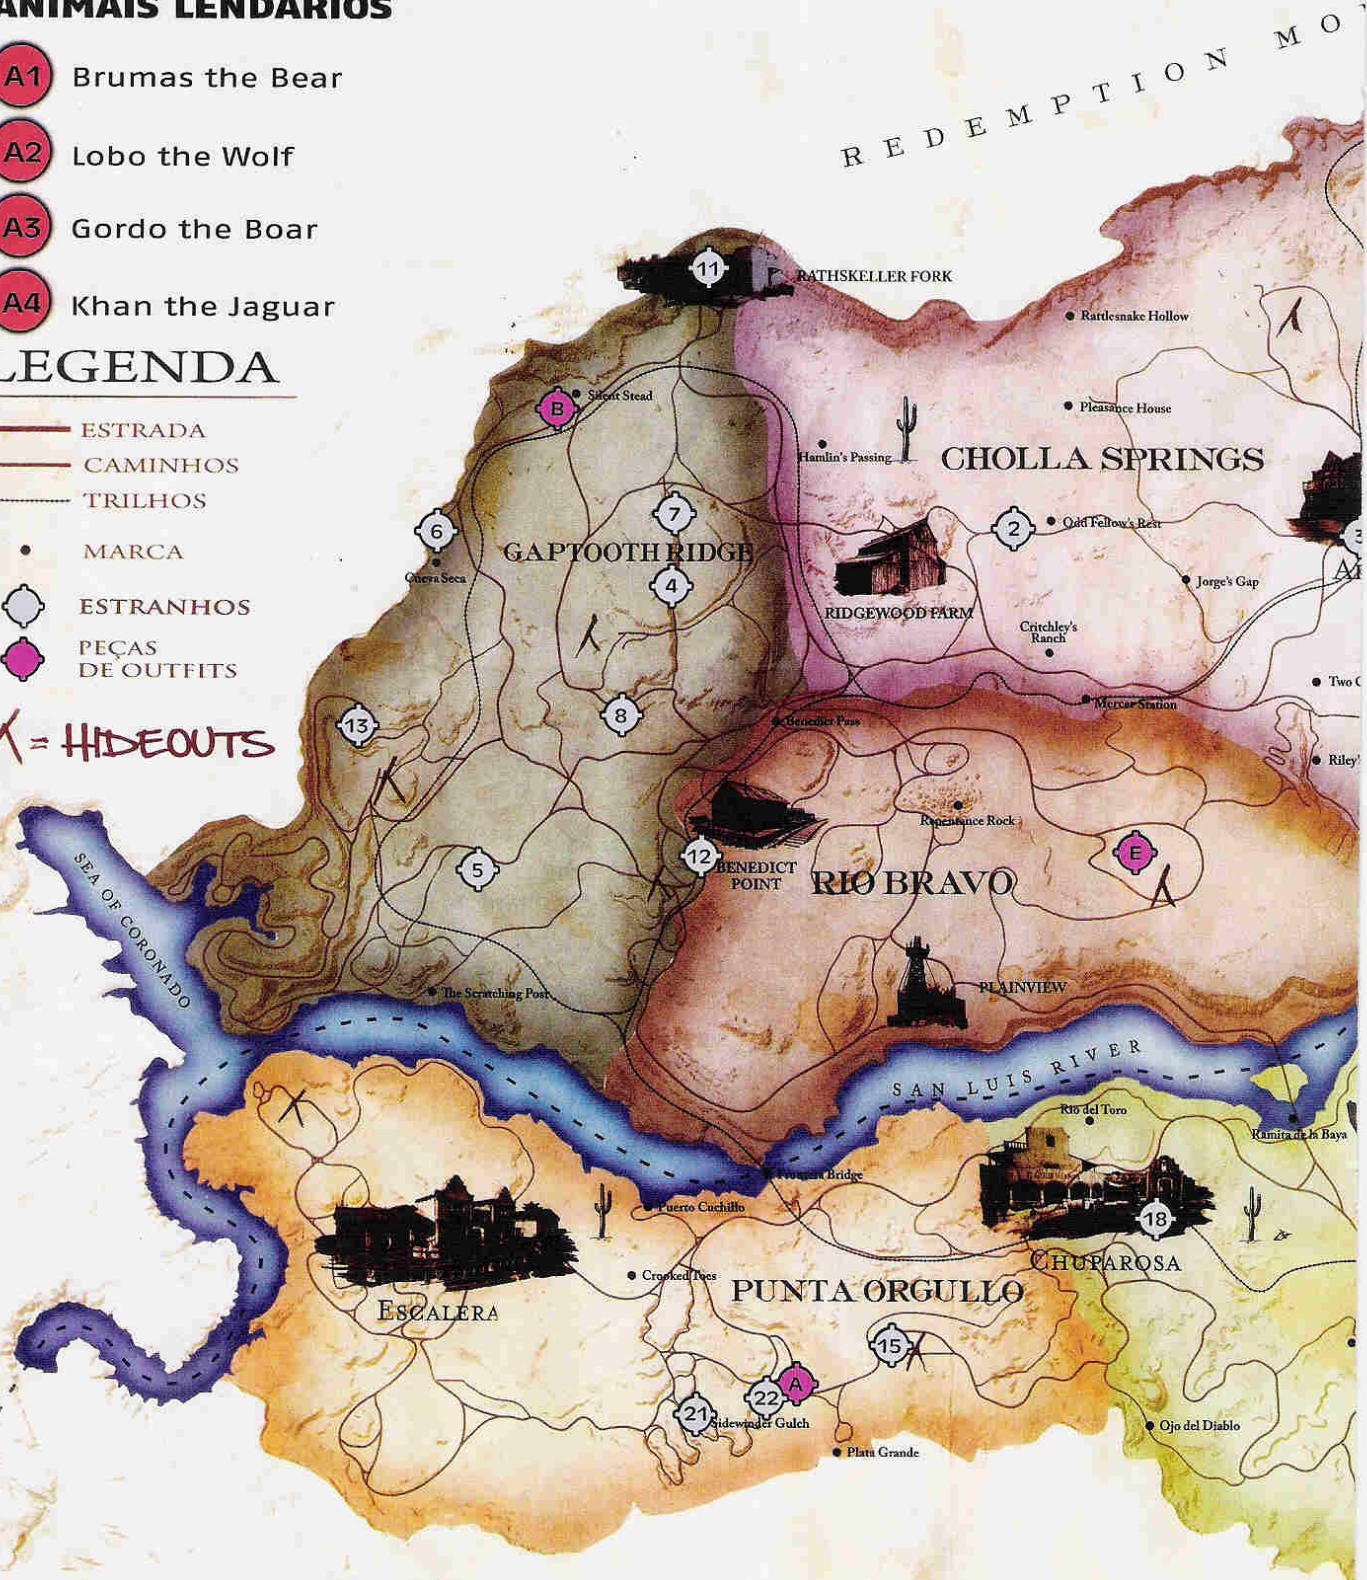 ANIMAIS LENDÁRIOS
A1 Brumas the Bear
A2 Lobo the Wolf
A3 Gordo the Boar
A4 Khan the Jaguar
LEGENDA
ESTRADA
CAMINHOS
TRILHOS
MARCA
ESTRANHOS
PEÇAS
DE OUTFITS
X = HIDEOUTS
REDEMPTION MO
11
RATHSKELLER FORK
Rattlesnake Hollow
B
Silent Stead
Pleasance House
Hamlin's Passing
CHOLLA SPRINGS
6
7
2
Odd Fellow's Rest
3
GAPTOOTH RIDGE
Cueva Seca
4
Jorge's Gap
RIDGEWOOD FARM
Critchley's
Ranch
Two
13
8
Benedict Pass
Mercer Station
Riley'
Repentance Rock
5
12
BENEDICT
POINT
RIO BRAVO
E
SEA OF CORONADO
The Scratching Post
PLAINVIEW
SAN LUIS RIVER
Rio del Toro
Ramita de la Baya
Frontera Bridge
Puerto Cuchillo
18
Crooked Toes
CHUPAROSA
PUNTA ORGULLO
ESCALERA
15
A
22
21
Sidewinder Gulch
Ojo del Diablo
Plata Grande